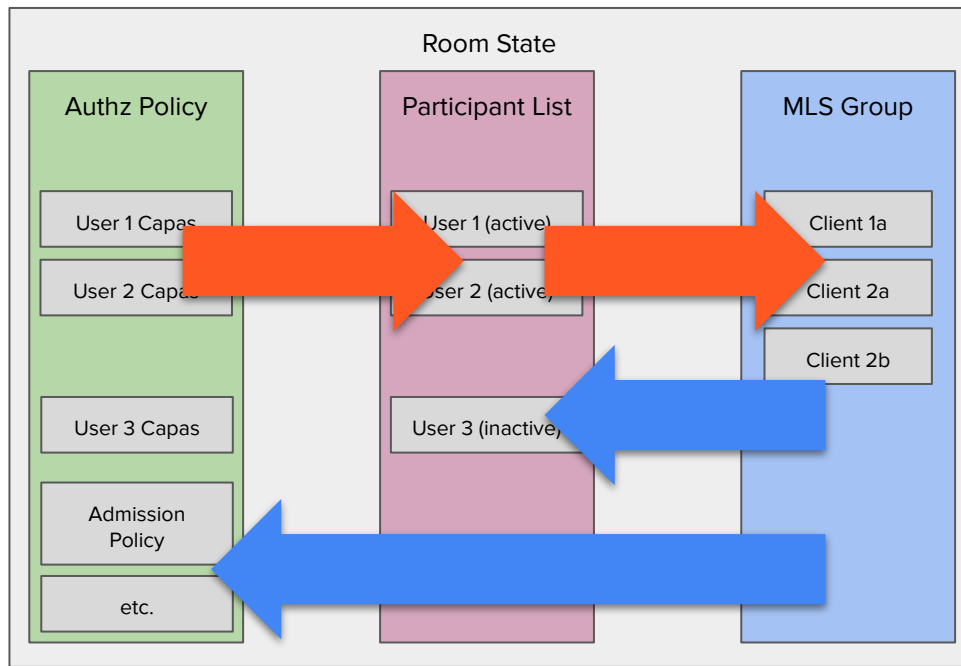 Room State
Authz Policy
User 1 Capas
User 2 Capas
User 3 Capas
Admission
Policy
etc.
Participant List
User 1 (active)
User 2 (active)
User 3 (inactive)
MLS Group
Client 1a
Client 2a
Client 2b